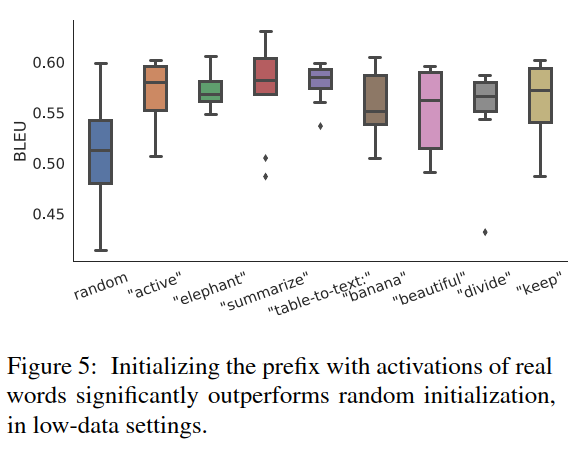 0.60
0.55
BLEU
0.50
0.45
random
"active"
"elephant"
"summarize"
"table-to-text:"
"banana"
"beautiful"
"divide"
"keep"
Figure 5: Initializing the prefix with activations of real
words significantly outperforms random initialization,
in low-data settings.